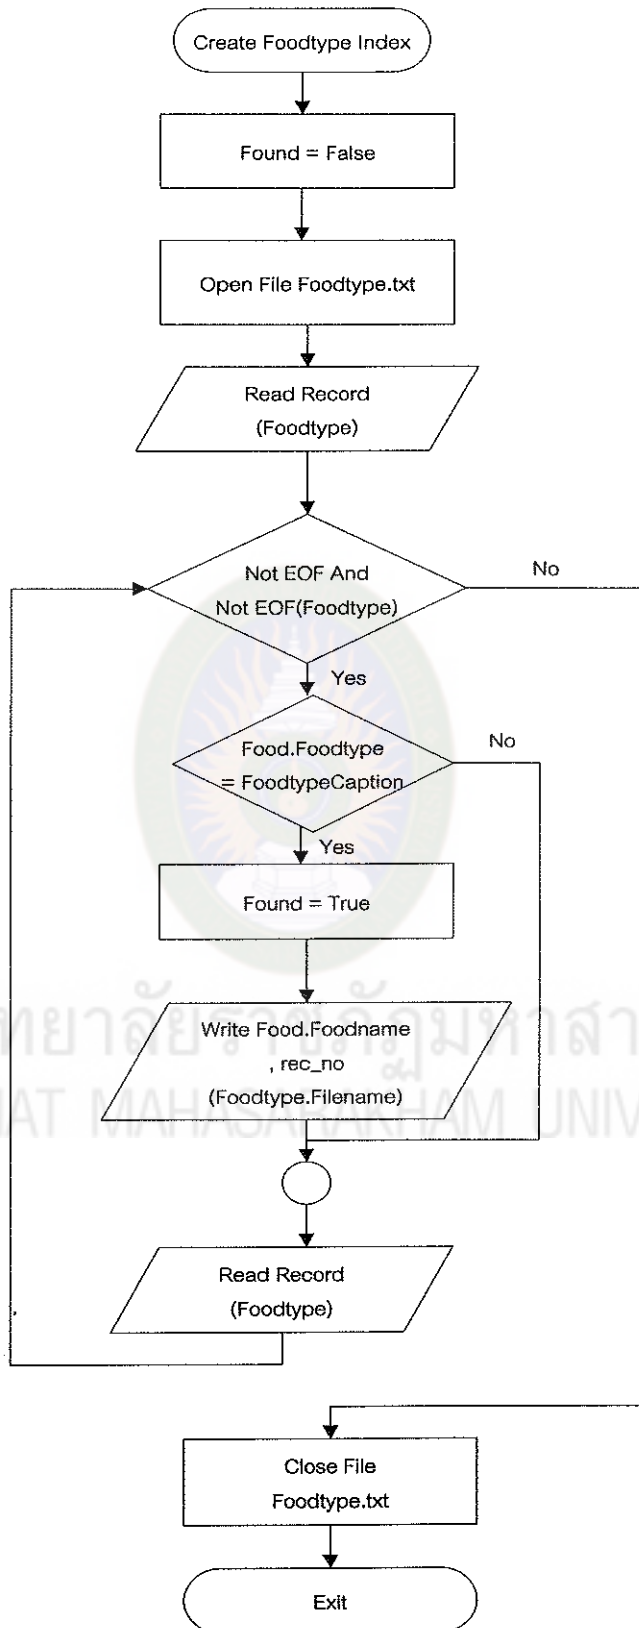 Create Foodtype Index
Found = False
Open File Foodtype.txt
Read Record
(Foodtype)
Not EOF And
Not EOF(Foodtype)
No
Yes
Food.Foodtype
= FoodtypeCaption
No
Yes
Found = True
Write Food.Foodname
, rec_no
(Foodtype.Filename)
Read Record
(Foodtype)
Close File
Foodtype.txt
Exit